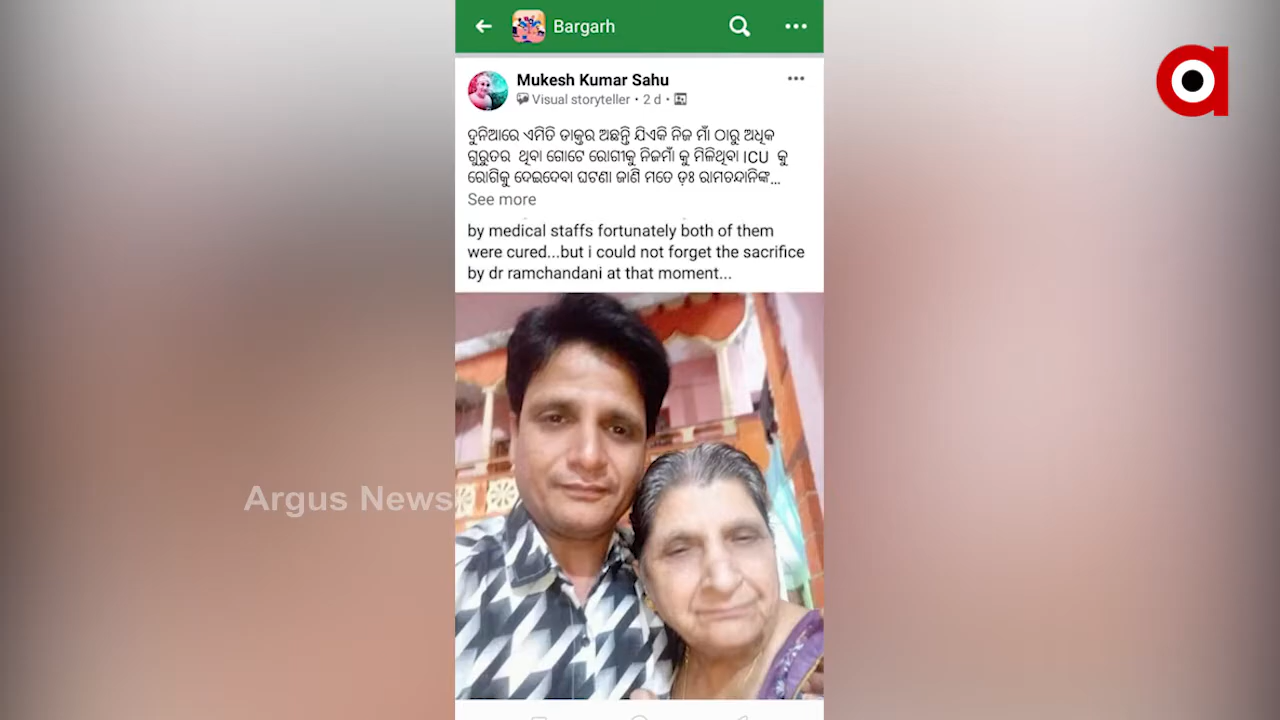 Bargarh
Mukesh Kumar Sahu
Visual storyteller • 2 d •
ଦୁନିଆରେ ଏମିତି ଡାକ୍ତର ଅଛନ୍ତି ଯିଏକି ନିଜ ମାଁ ଠାରୁ ଅଧିକ
ଗୁରୁତର ଥିବା ଗୋଟେ ରୋଗୀକୁ ନିଜମାଁ କୁ ମିଳିଥିବା ICU କୁ
ରୋଗିକୁ ଦେଇଦେବା ଘଟଣା ଜାଣି ମତେ ଡ଼ଃ ରାମଚନ୍ଦାନିଙ୍କ...
See more
by medical staffs fortunately both of them
were cured...but i could not forget the sacrifice
by dr ramchandani at that moment...
Argus News